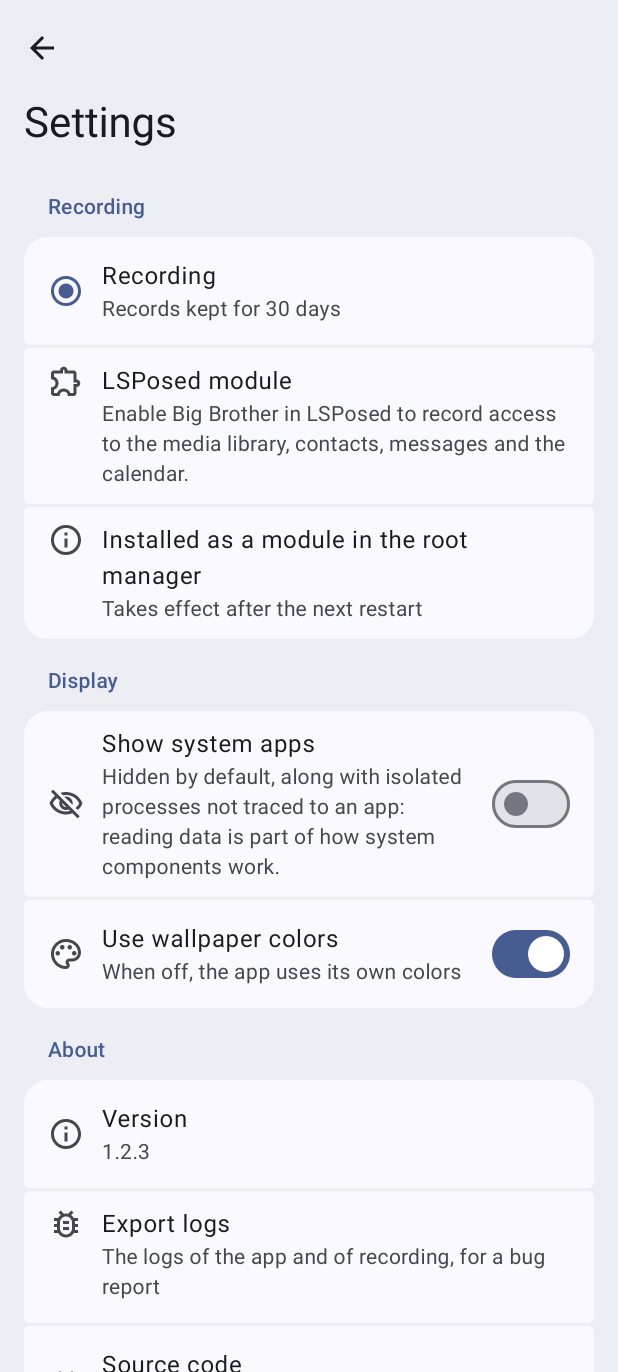 Settings
Recording
Recording
Records kept for 30 days
LSPosed module
Enable Big Brother in LSPosed to record access
to the media library, contacts, messages and the
calendar.
Installed as a module in the root
manager
Takes effect after the next restart
Display
Show system apps
Hidden by default, along with isolated
processes not traced to an app:
reading data is part of how system
components work.
Use wallpaper colors
When off, the app uses its own colors
About
Version
1.2.3
Export logs
The logs of the app and of recording, for a bug
report
Source code